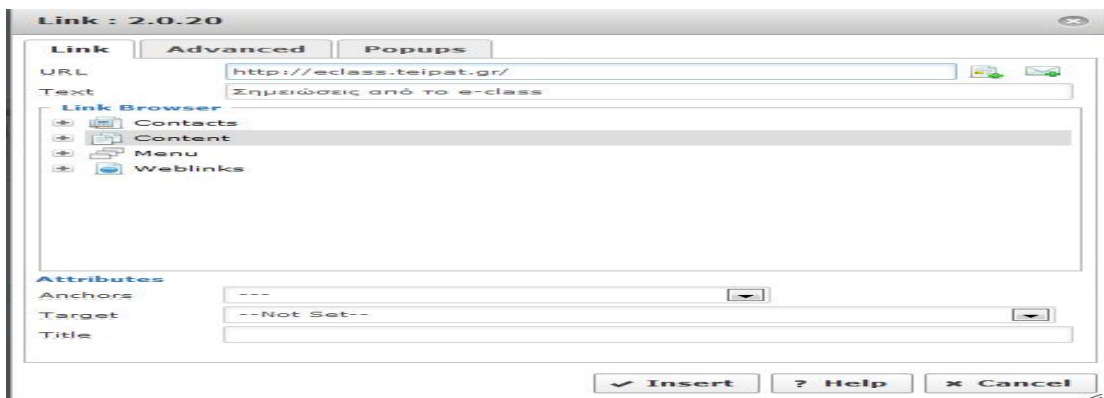 Link : 2.0.20
Link Advanced Popups
URL http://eclass.teipat.gr/
Text Σημειώσεις από το e-class
Link Browser
Contacts
Content
Menu
Weblinks
Attributes
Anchors ---
Target --Not Set--
Title
Insert ? Help Cancel